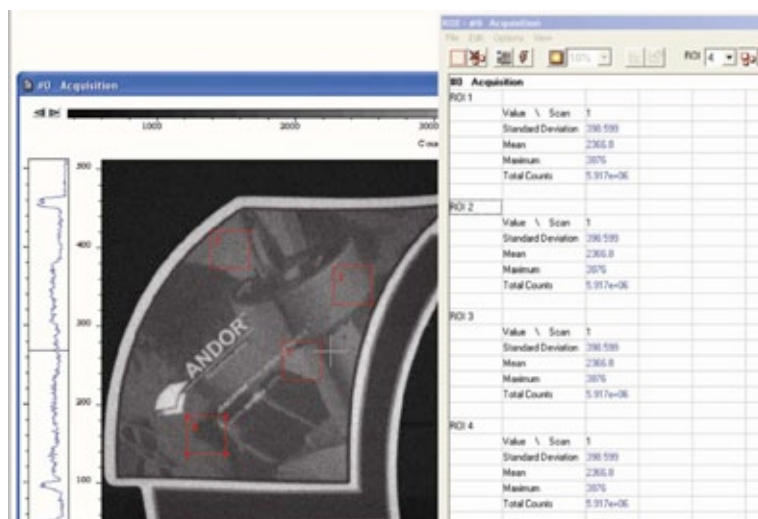 #0 Acquisition
1000 2000 3000
500
400
300
200
100
ANDOR
ROI - #0 Acquisition
File Edit Options View
50% ROI 4
#0 Acquisition
ROI 1
Value \ Scan 1
Standard Deviation 398.599
Mean 2366.8
Maximum 3876
Total Counts 5.917e+06
ROI 2
Value \ Scan 1
Standard Deviation 398.599
Mean 2366.8
Maximum 3876
Total Counts 5.917e+06
ROI 3
Value \ Scan 1
Standard Deviation 398.599
Mean 2366.8
Maximum 3876
Total Counts 5.917e+06
ROI 4
Value \ Scan 1
Standard Deviation 398.599
Mean 2366.8
Maximum 3876
Total Counts 5.917e+06